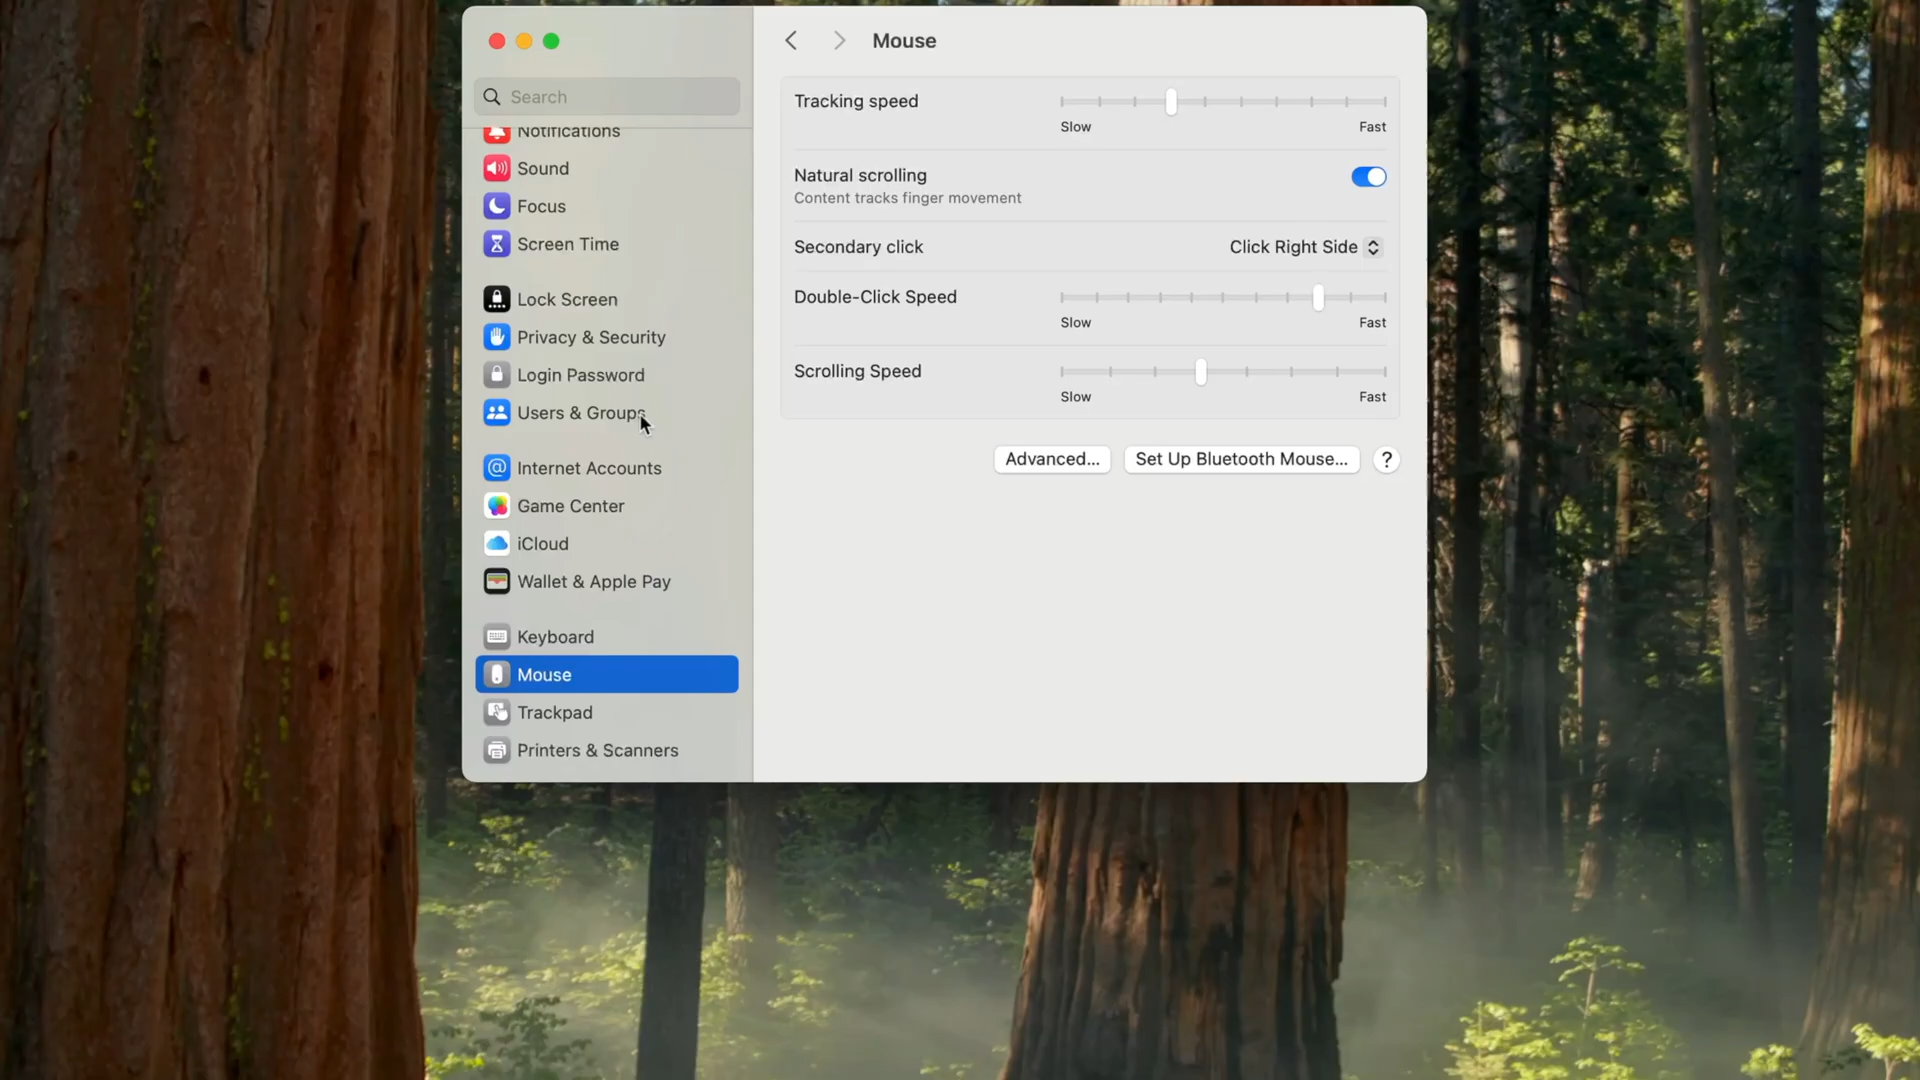 Mouse
Search
Notifications
Sound
Focus
Screen Time
Lock Screen
Privacy & Security
Login Password
Users & Groups
Internet Accounts
Game Center
iCloud
Wallet & Apple Pay
Keyboard
Mouse
Trackpad
Printers & Scanners
Tracking speed
Slow Fast
Natural scrolling
Content tracks finger movement
Secondary click Click Right Side
Double-Click Speed
Slow Fast
Scrolling Speed
Slow Fast
Advanced... Set Up Bluetooth Mouse... ?